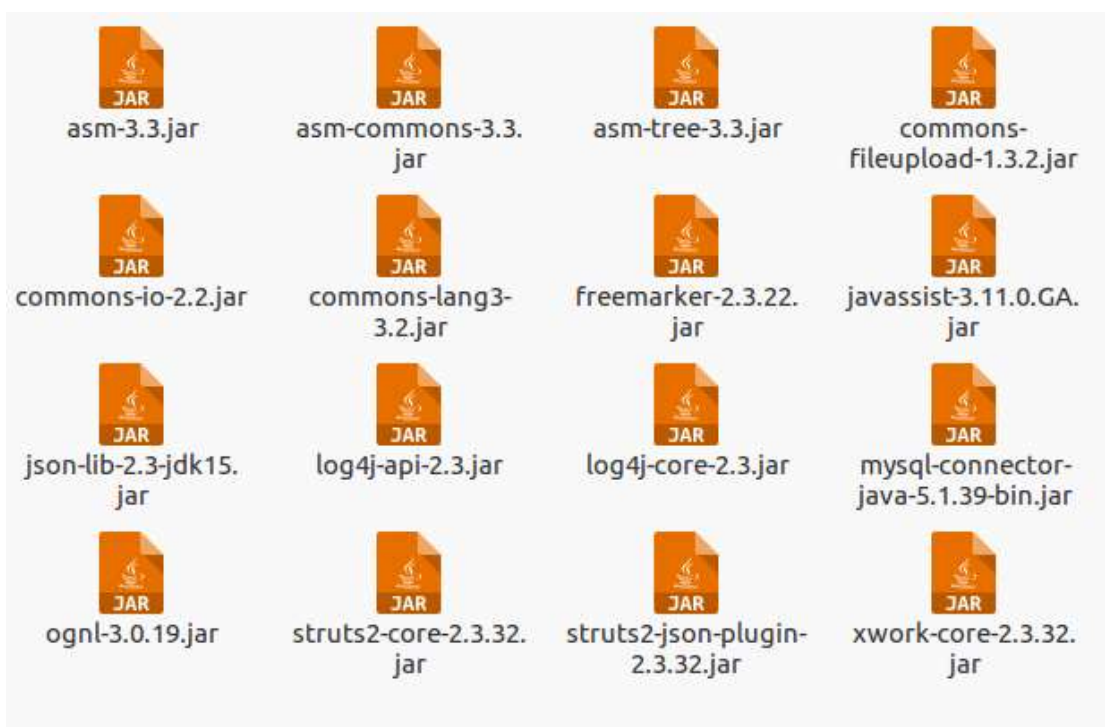 JAR JAR JAR JAR
asm-3.3.jar asm-commons-3.3. asm-tree-3.3.jar commons-
jar fileupload-1.3.2.jar
JAR JAR JAR JAR
commons-io-2.2.jar commons-lang3- freemarker-2.3.22. javassist-3.11.0.GA.
3.2.jar jar jar
JAR JAR JAR JAR
json-lib-2.3-jdk15. log4j-api-2.3.jar log4j-core-2.3.jar mysql-connector-
jar java-5.1.39-bin.jar
JAR JAR JAR JAR
ognl-3.0.19.jar struts2-core-2.3.32. struts2-json-plugin- xwork-core-2.3.32.
jar 2.3.32.jar jar